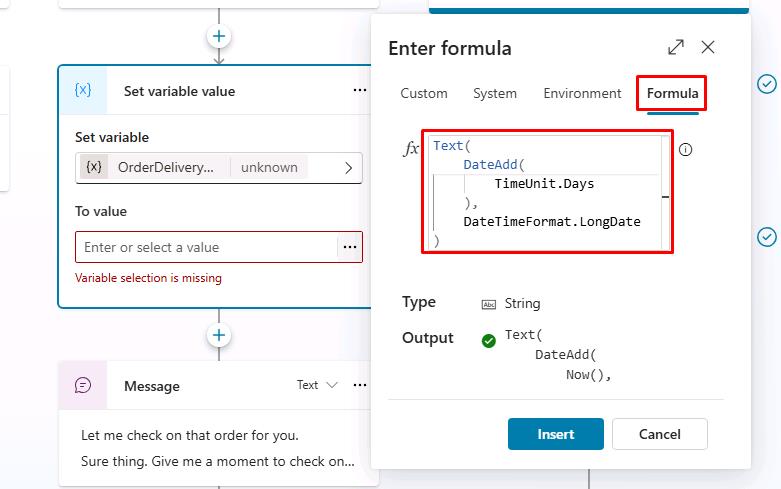 {x}
Set variable value
...
Set variable
{x}
OrderDelivery...
unknown
To value
Enter or select a value
...
Variable selection is missing
Message
Text
...
Let me check on that order for you.
Sure thing. Give me a moment to check on...
Enter formula
Custom
System
Environment
Formula
fx
Text(
DateAdd(
TimeUnit.Days
),
DateTimeFormat.LongDate
)
Type
Abc
String
Output
Text(
DateAdd(
Now(),
Insert
Cancel